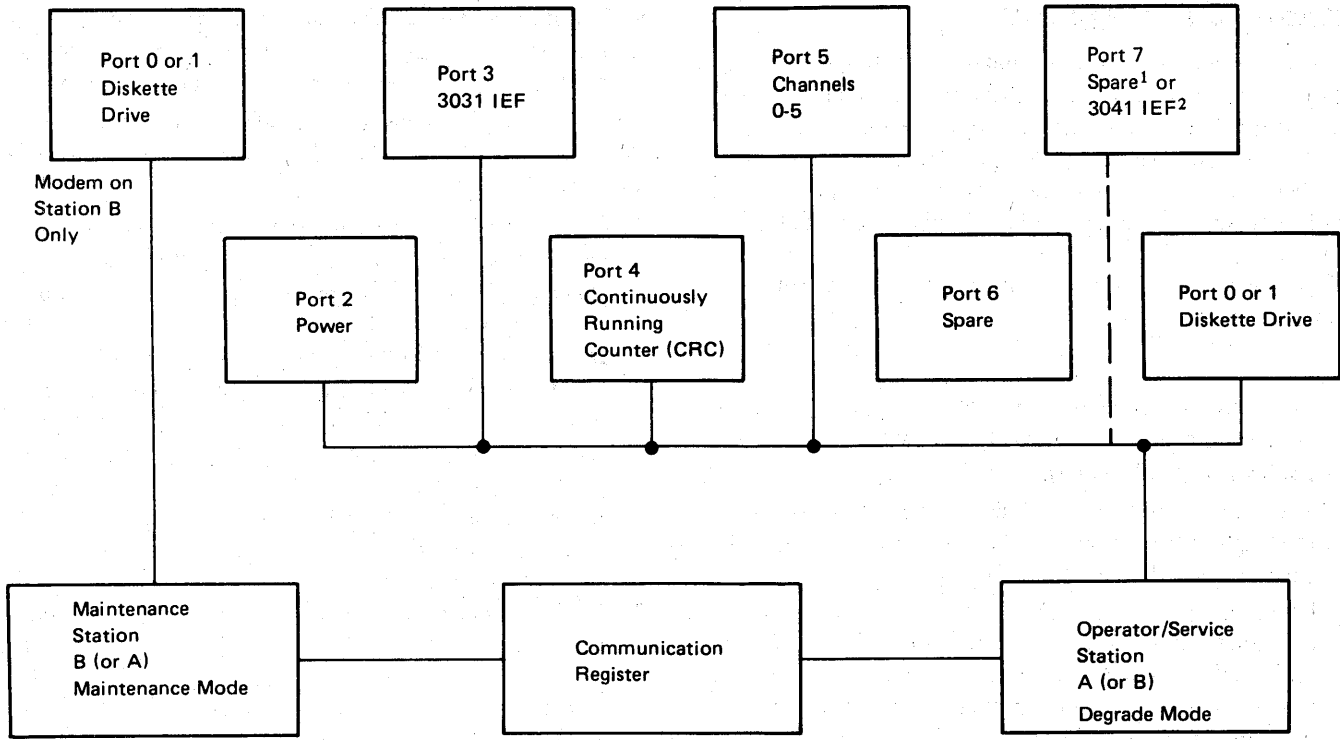 Port 0 or 1
Diskette
Drive
Port 3
3031 IEF
Port 5
Channels
0-5
Port 7
Spare¹ or
3041 IEF²
Modem on
Station B
Only
Port 2
Power
Port 4
Continuously
Running
Counter (CRC)
Port 6
Spare
Port 0 or 1
Diskette Drive
Maintenance
Station
B (or A)
Maintenance Mode
Communication
Register
Operator/Service
Station
A (or B)
Degrade Mode